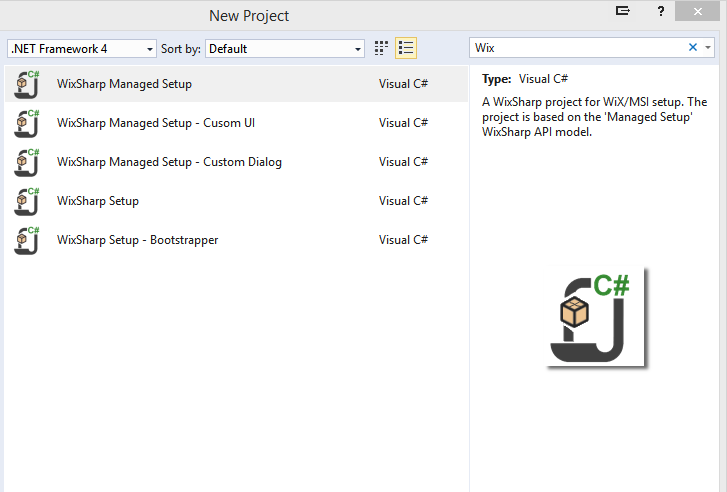 New Project
?
.NET Framework 4
Sort by: Default
Wix
C#
WixSharp Managed Setup
Visual C#
C#
WixSharp Managed Setup - Cusom UI
Visual C#
C#
WixSharp Managed Setup - Custom Dialog
Visual C#
C#
WixSharp Setup
Visual C#
C#
WixSharp Setup - Bootstrapper
Visual C#
Type: Visual C#
A WixSharp project for WiX/MSI setup. The
project is based on the 'Managed Setup'
WixSharp API model.
C#